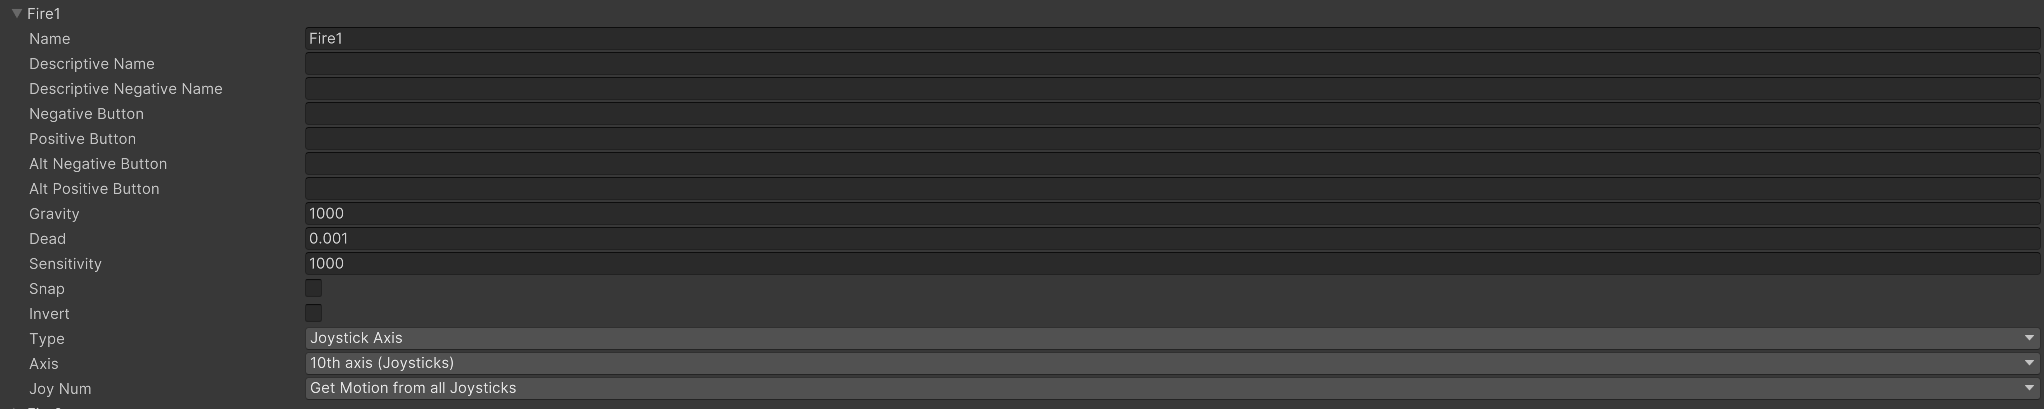 Fire1
Name Fire1
Descriptive Name
Descriptive Negative Name
Negative Button
Positive Button
Alt Negative Button
Alt Positive Button
Gravity 1000
Dead 0.001
Sensitivity 1000
Snap
Invert
Type Joystick Axis
Axis 10th axis (Joysticks)
Joy Num Get Motion from all Joysticks